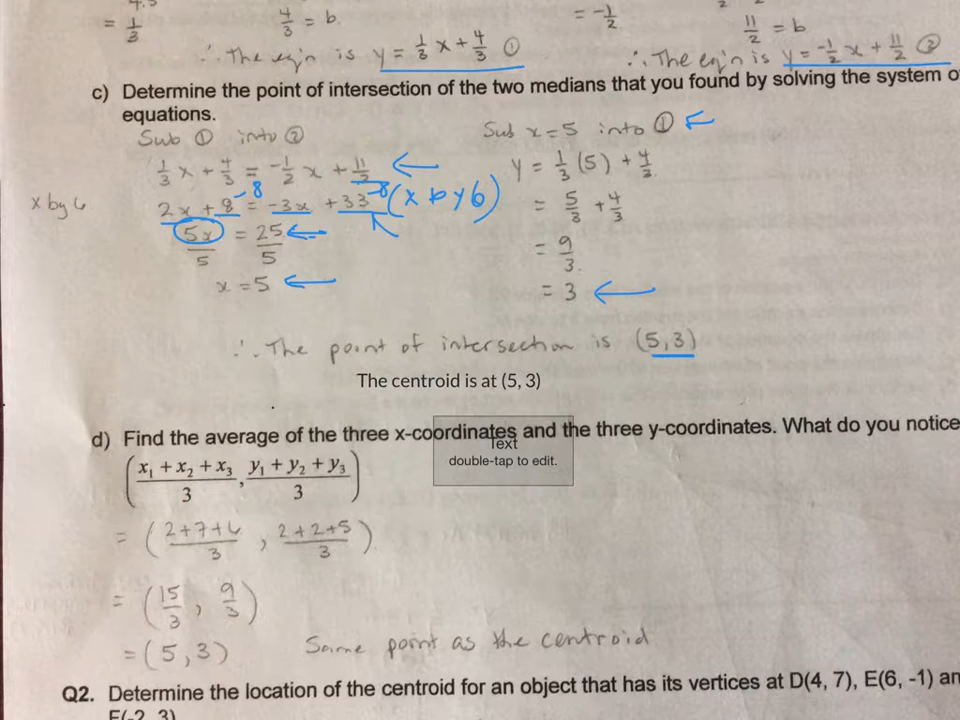 = 1/3
4/3 = b
= -1/2
11/2 = b
∴ The eq'n is y = 1/3 x + 4/3 ①
∴ The eq'n is y = -1/2 x + 11/2 ②
c) Determine the point of intersection of the two medians that you found by solving the system o
equations.
Sub ① into ②
1/3 x + 4/3 = -1/2 x + 11/2
x by 6
2x + 8 -8 = -3x + 33 -8 (x by 6)
5x/5 = 25/5
x = 5
Sub x = 5 into ①
y = 1/3 (5) + 4/3
= 5/3 + 4/3
= 9/3
= 3
∴ The point of intersection is (5,3)
The centroid is at (5, 3)
d) Find the average of the three x-coordinates and the three y-coordinates. What do you notice
Text
double-tap to edit.
((x₁ + x₂ + x₃)/3, (y₁ + y₂ + y₃)/3)
= ((2+7+6)/3, (2+2+5)/3)
= (15/3, 9/3)
= (5,3) Same point as the centroid
Q2. Determine the location of the centroid for an object that has its vertices at D(4, 7), E(6, -1) an
F(-2, 3)